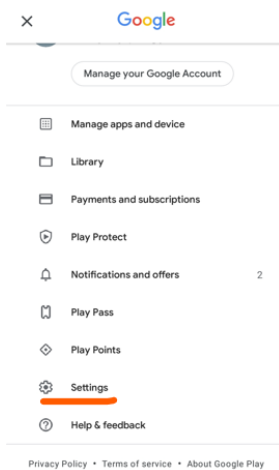 Google
Manage your Google Account
Manage apps and device
Library
Payments and subscriptions
Play Protect
Notifications and offers 2
Play Pass
Play Points
Settings
Help & feedback
Privacy Policy • Terms of service • About Google Play